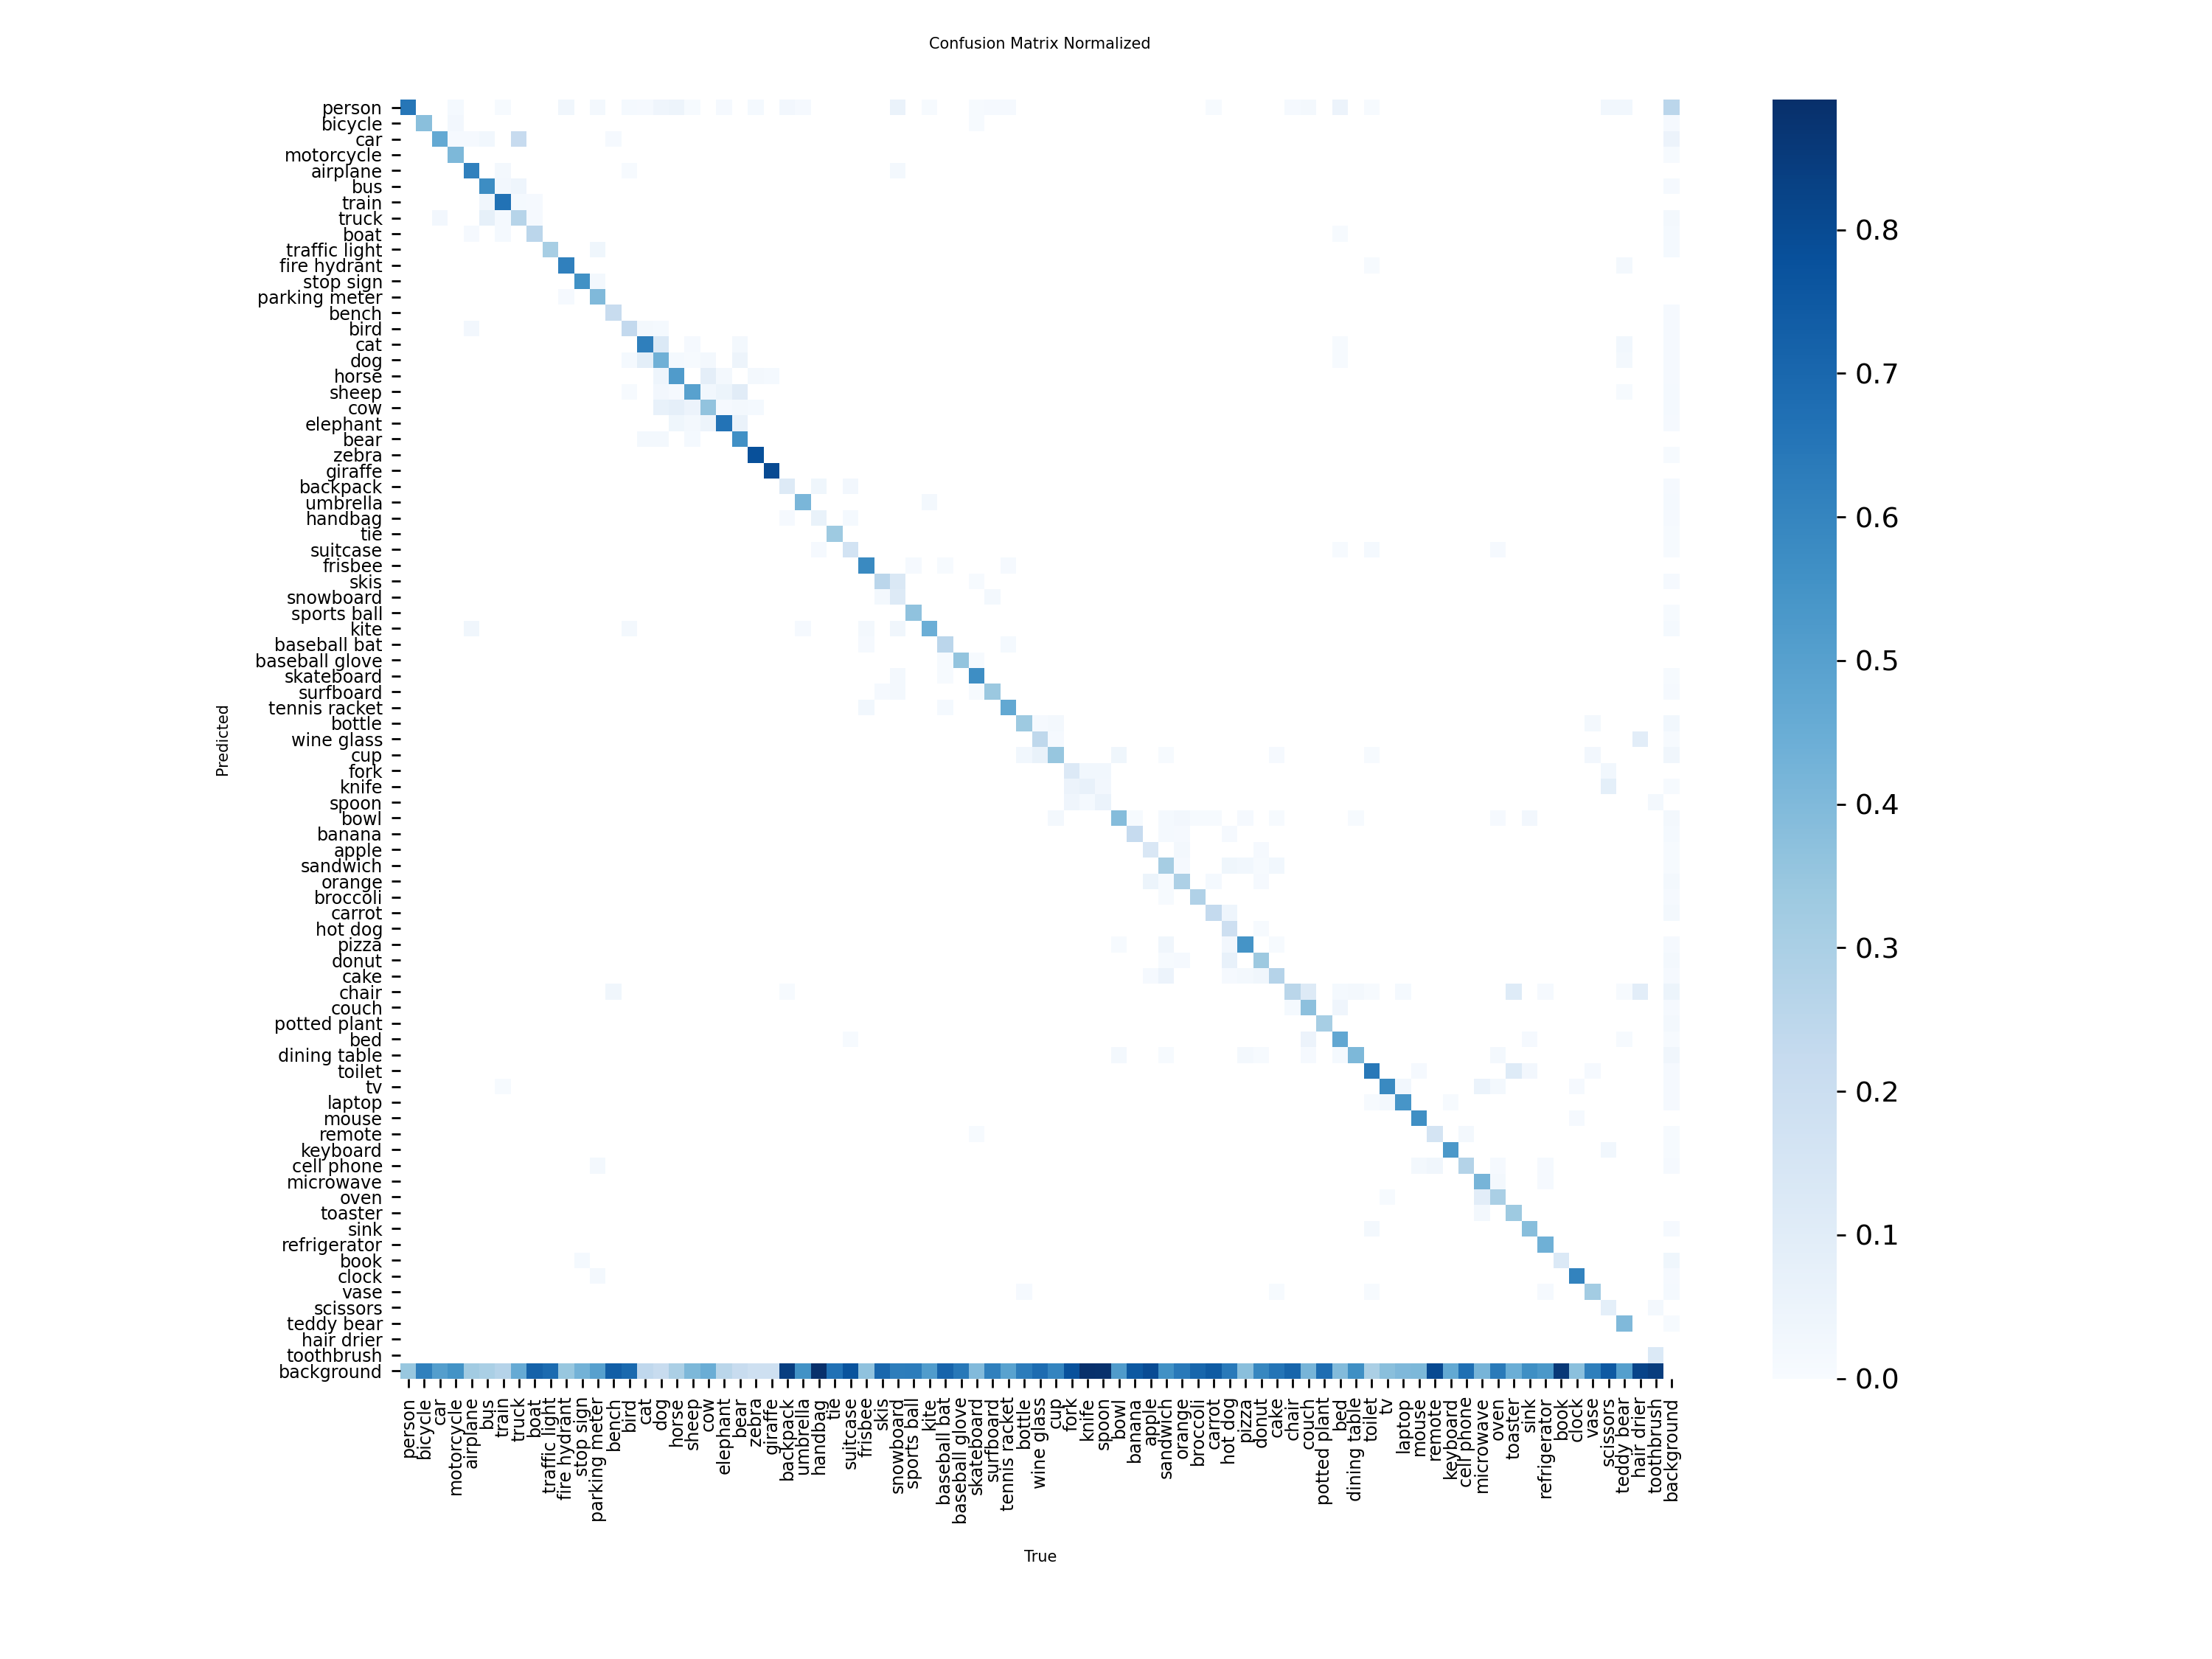 Confusion Matrix Normalized
person
bicycle
car
motorcycle
airplane
bus
train
truck
boat
traffic light
fire hydrant
stop sign
parking meter
bench
bird
cat
dog
horse
sheep
cow
elephant
bear
zebra
giraffe
backpack
umbrella
handbag
tie
suitcase
frisbee
skis
snowboard
sports ball
kite
baseball bat
baseball glove
skateboard
surfboard
tennis racket
bottle
wine glass
cup
fork
knife
spoon
bowl
banana
apple
sandwich
orange
broccoli
carrot
hot dog
pizza
donut
cake
chair
couch
potted plant
bed
dining table
toilet
tv
laptop
mouse
remote
keyboard
cell phone
microwave
oven
toaster
sink
refrigerator
book
clock
vase
scissors
teddy bear
hair drier
toothbrush
background
Predicted
person
bicycle
car
motorcycle
airplane
bus
train
truck
boat
traffic light
fire hydrant
stop sign
parking meter
bench
bird
cat
dog
horse
sheep
cow
elephant
bear
zebra
giraffe
backpack
umbrella
handbag
tie
suitcase
frisbee
skis
snowboard
sports ball
kite
baseball bat
baseball glove
skateboard
surfboard
tennis racket
bottle
wine glass
cup
fork
knife
spoon
bowl
banana
apple
sandwich
orange
broccoli
carrot
hot dog
pizza
donut
cake
chair
couch
potted plant
bed
dining table
toilet
tv
laptop
mouse
remote
keyboard
cell phone
microwave
oven
toaster
sink
refrigerator
book
clock
vase
scissors
teddy bear
hair drier
toothbrush
background
True
0.8
0.7
0.6
0.5
0.4
0.3
0.2
0.1
0.0